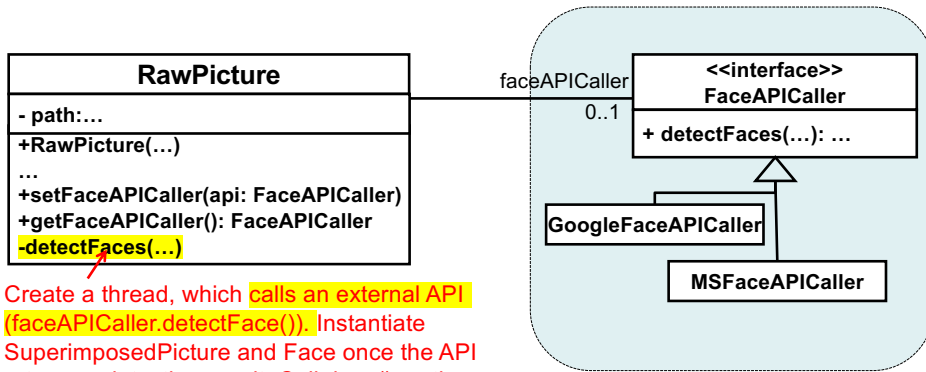 RawPicture
- path:…
+RawPicture(…)
…
+setFaceAPICaller(api: FaceAPICaller)
+getFaceAPICaller(): FaceAPICaller
-detectFaces(…)
faceAPICaller
0..1
<<interface>>
FaceAPICaller
+ detectFaces(…): …
GoogleFaceAPICaller
MSFaceAPICaller
Create a thread, which calls an external API
(faceAPICaller.detectFace()). Instantiate
SuperimposedPicture and Face once the API